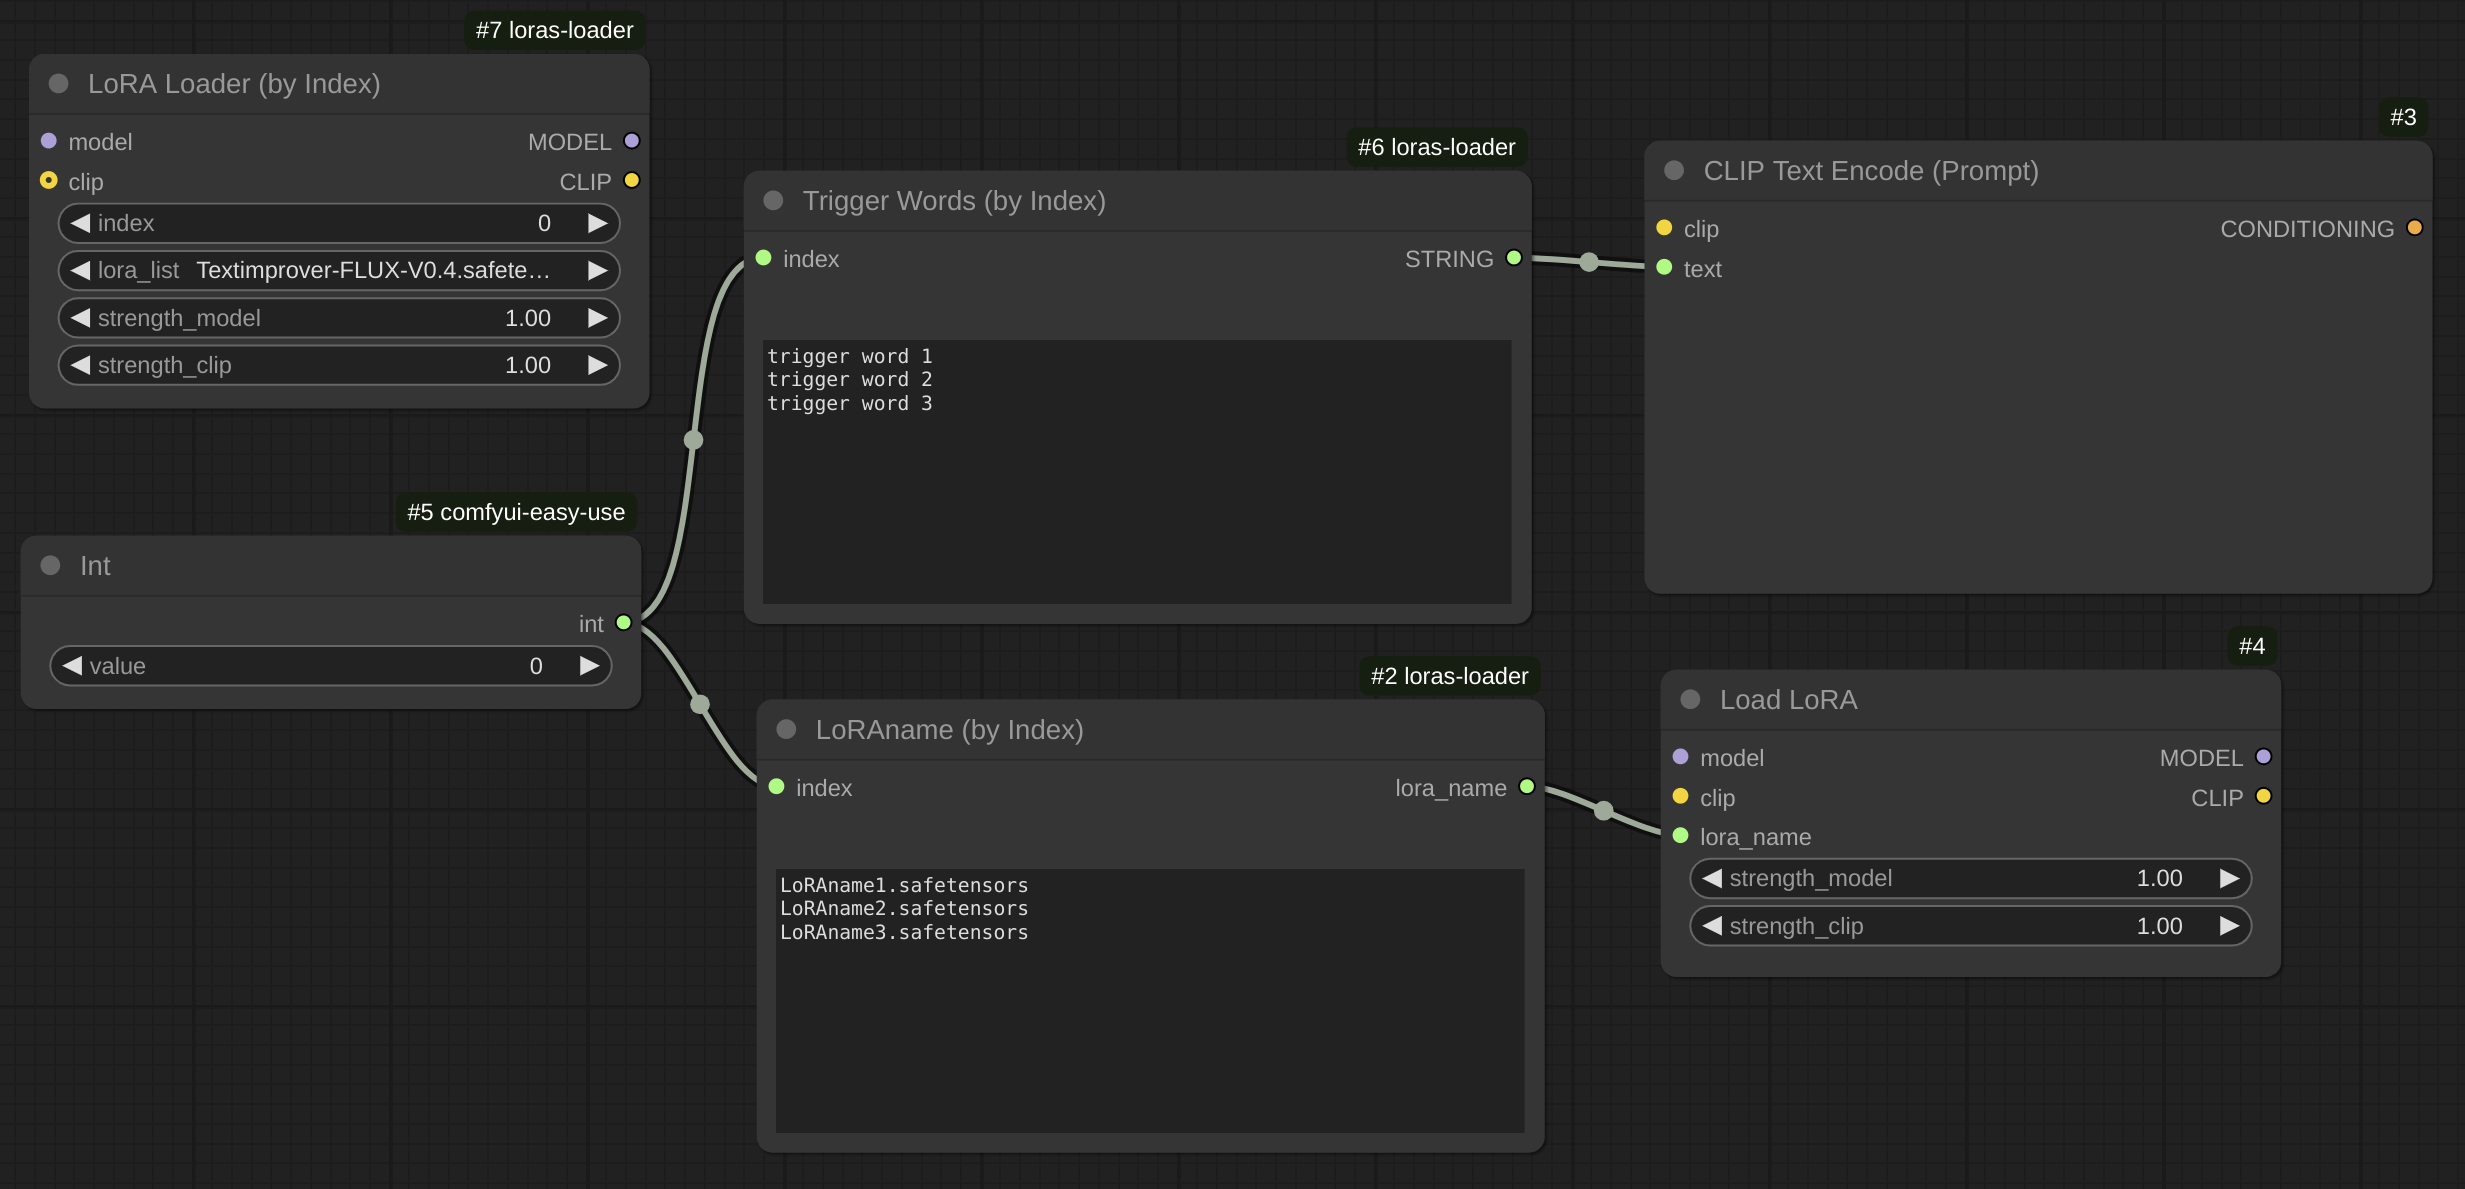 #7 loras-loader
LoRA Loader (by Index)
model MODEL
clip CLIP
index 0
lora_list Textimprover-FLUX-V0.4.safete…
strength_model 1.00
strength_clip 1.00
#5 comfyui-easy-use
Int
int
value 0
#6 loras-loader
Trigger Words (by Index)
index STRING
trigger word 1
trigger word 2
trigger word 3
#2 loras-loader
LoRAname (by Index)
index lora_name
LoRAname1.safetensors
LoRAname2.safetensors
LoRAname3.safetensors
#3
CLIP Text Encode (Prompt)
clip CONDITIONING
text
#4
Load LoRA
model MODEL
clip CLIP
lora_name
strength_model 1.00
strength_clip 1.00